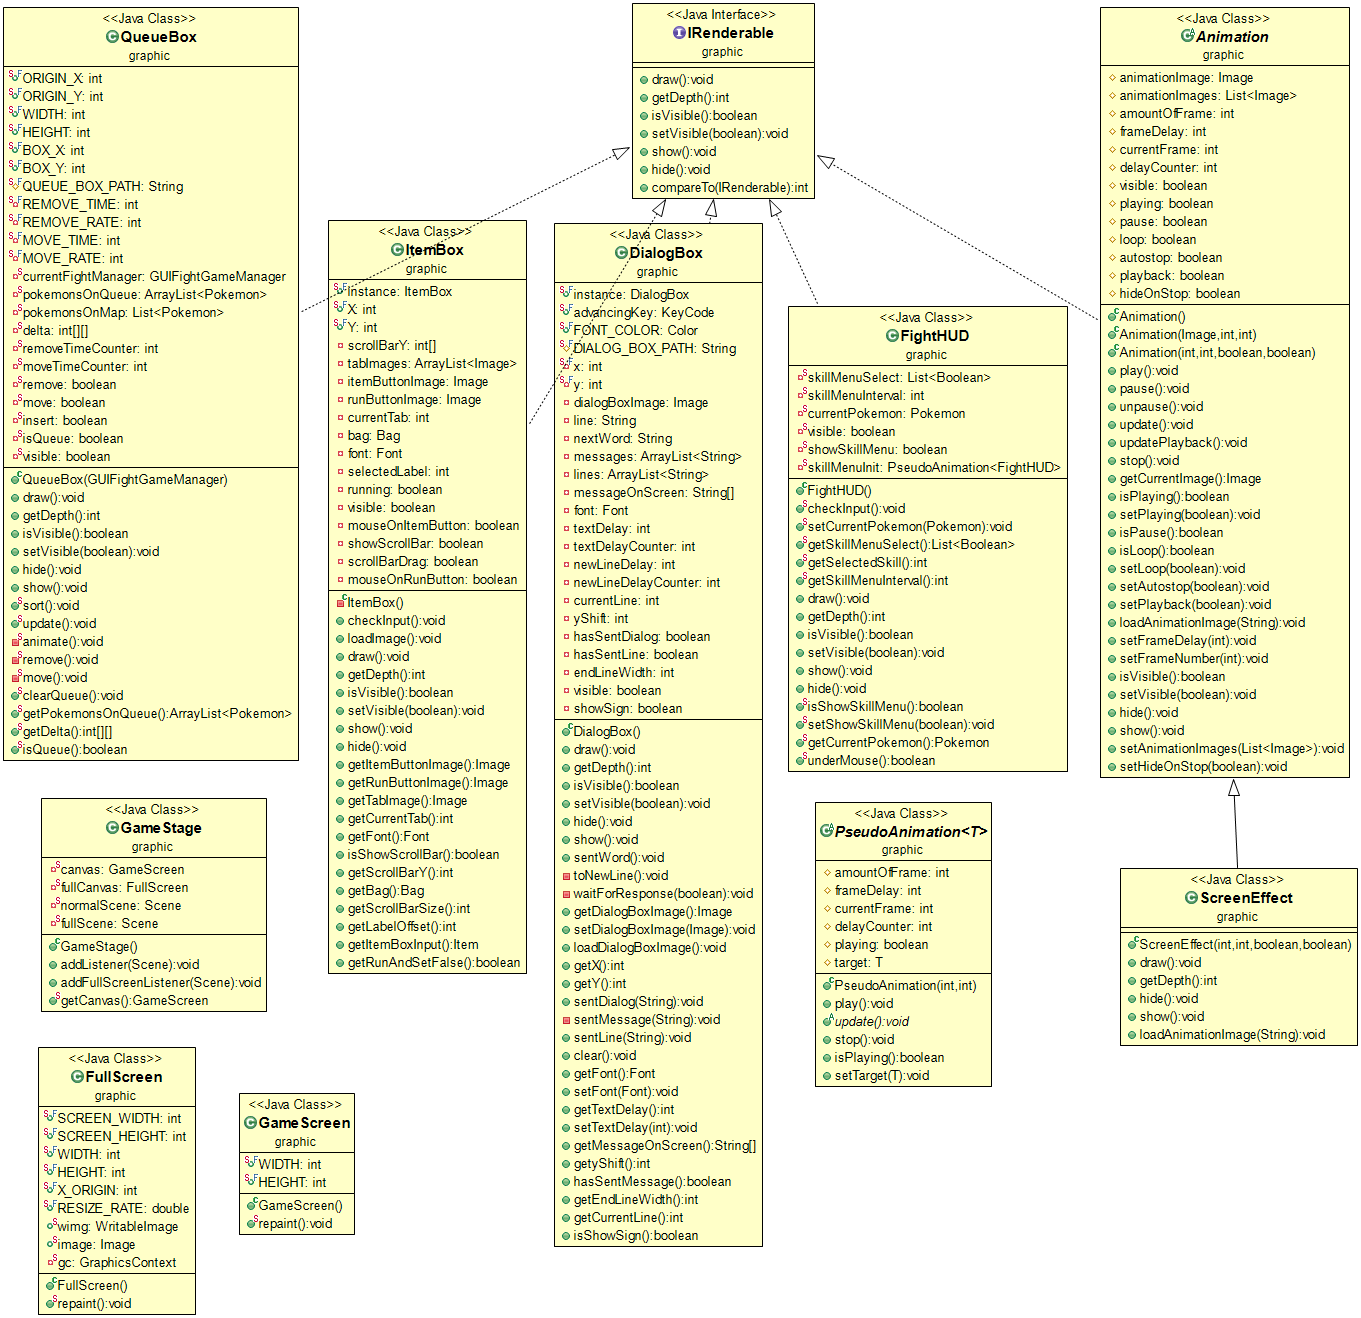 <<Java Class>>
QueueBox
graphic
ORIGIN_X: int
ORIGIN_Y: int
WIDTH: int
HEIGHT: int
BOX_X: int
BOX_Y: int
QUEUE_BOX_PATH: String
REMOVE_TIME: int
REMOVE_RATE: int
MOVE_TIME: int
MOVE_RATE: int
currentFightManager: GUIFightGameManager
pokemonsOnQueue: ArrayList<Pokemon>
pokemonsOnMap: List<Pokemon>
delta: int[][]
removeTimeCounter: int
moveTimeCounter: int
remove: boolean
move: boolean
insert: boolean
isQueue: boolean
visible: boolean
QueueBox(GUIFightGameManager)
draw():void
getDepth():int
isVisible():boolean
setVisible(boolean):void
hide():void
show():void
sort():void
update():void
animate():void
remove():void
move():void
clearQueue():void
getPokemonsOnQueue():ArrayList<Pokemon>
getDelta():int[][]
isQueue():boolean
<<Java Interface>>
IRenderable
graphic
draw():void
getDepth():int
isVisible():boolean
setVisible(boolean):void
show():void
hide():void
compareTo(IRenderable):int
<<Java Class>>
Animation
graphic
animationImage: Image
animationImages: List<Image>
amountOfFrame: int
frameDelay: int
currentFrame: int
delayCounter: int
visible: boolean
playing: boolean
pause: boolean
loop: boolean
autostop: boolean
playback: boolean
hideOnStop: boolean
Animation()
Animation(Image,int,int)
Animation(int,int,boolean,boolean)
play():void
pause():void
unpause():void
update():void
updatePlayback():void
stop():void
getCurrentImage():Image
isPlaying():boolean
setPlaying(boolean):void
isPause():boolean
isLoop():boolean
setLoop(boolean):void
setAutostop(boolean):void
setPlayback(boolean):void
loadAnimationImage(String):void
setFrameDelay(int):void
setFrameNumber(int):void
isVisible():boolean
setVisible(boolean):void
hide():void
show():void
setAnimationImages(List<Image>):void
setHideOnStop(boolean):void
<<Java Class>>
ItemBox
graphic
instance: ItemBox
X: int
Y: int
scrollBarY: int[]
tabImages: ArrayList<Image>
itemButtonImage: Image
runButtonImage: Image
currentTab: int
bag: Bag
font: Font
selectedLabel: int
running: boolean
visible: boolean
mouseOnItemButton: boolean
showScrollBar: boolean
scrollBarDrag: boolean
mouseOnRunButton: boolean
ItemBox()
checkInput():void
loadImage():void
draw():void
getDepth():int
isVisible():boolean
setVisible(boolean):void
show():void
hide():void
getItemButtonImage():Image
getRunButtonImage():Image
getTabImage():Image
getCurrentTab():int
getFont():Font
isShowScrollBar():boolean
getScrollBarY():int
getBag():Bag
getScrollBarSize():int
getLabelOffset():int
getItemBoxInput():Item
getRunAndSetFalse():boolean
<<Java Class>>
DialogBox
graphic
instance: DialogBox
advancingKey: KeyCode
FONT_COLOR: Color
DIALOG_BOX_PATH: String
x: int
y: int
dialogBoxImage: Image
line: String
nextWord: String
messages: ArrayList<String>
lines: ArrayList<String>
messageOnScreen: String[]
font: Font
textDelay: int
textDelayCounter: int
newLineDelay: int
newLineDelayCounter: int
currentLine: int
yShift: int
hasSentDialog: boolean
hasSentLine: boolean
endLineWidth: int
visible: boolean
showSign: boolean
DialogBox()
draw():void
getDepth():int
isVisible():boolean
setVisible(boolean):void
hide():void
show():void
sentWord():void
toNewLine():void
waitForResponse(boolean):void
getDialogBoxImage():Image
setDialogBoxImage(Image):void
loadDialogBoxImage():void
getX():int
getY():int
sentDialog(String):void
sentMessage(String):void
sentLine(String):void
clear():void
getFont():Font
setFont(Font):void
getTextDelay():int
setTextDelay(int):void
getMessageOnScreen():String[]
getyShift():int
hasSentMessage():boolean
getEndLineWidth():int
getCurrentLine():int
isShowSign():boolean
<<Java Class>>
FightHUD
graphic
skillMenuSelect: List<Boolean>
skillMenuInterval: int
currentPokemon: Pokemon
visible: boolean
showSkillMenu: boolean
skillMenuInit: PseudoAnimation<FightHUD>
FightHUD()
checkInput():void
setCurrentPokemon(Pokemon):void
getSkillMenuSelect():List<Boolean>
getSelectedSkill():int
getSkillMenuInterval():int
draw():void
getDepth():int
isVisible():boolean
setVisible(boolean):void
show():void
hide():void
isShowSkillMenu():boolean
setShowSkillMenu(boolean):void
getCurrentPokemon():Pokemon
underMouse():boolean
<<Java Class>>
GameStage
graphic
canvas: GameScreen
fullCanvas: FullScreen
normalScene: Scene
fullScene: Scene
GameStage()
addListener(Scene):void
addFullScreenListener(Scene):void
getCanvas():GameScreen
<<Java Class>>
PseudoAnimation<T>
graphic
amountOfFrame: int
frameDelay: int
currentFrame: int
delayCounter: int
playing: boolean
target: T
PseudoAnimation(int,int)
play():void
update():void
stop():void
isPlaying():boolean
setTarget(T):void
<<Java Class>>
ScreenEffect
graphic
ScreenEffect(int,int,boolean,boolean)
draw():void
getDepth():int
hide():void
show():void
loadAnimationImage(String):void
<<Java Class>>
FullScreen
graphic
SCREEN_WIDTH: int
SCREEN_HEIGHT: int
WIDTH: int
HEIGHT: int
X_ORIGIN: int
RESIZE_RATE: double
wimg: WritableImage
image: Image
gc: GraphicsContext
FullScreen()
repaint():void
<<Java Class>>
GameScreen
graphic
WIDTH: int
HEIGHT: int
GameScreen()
repaint():void